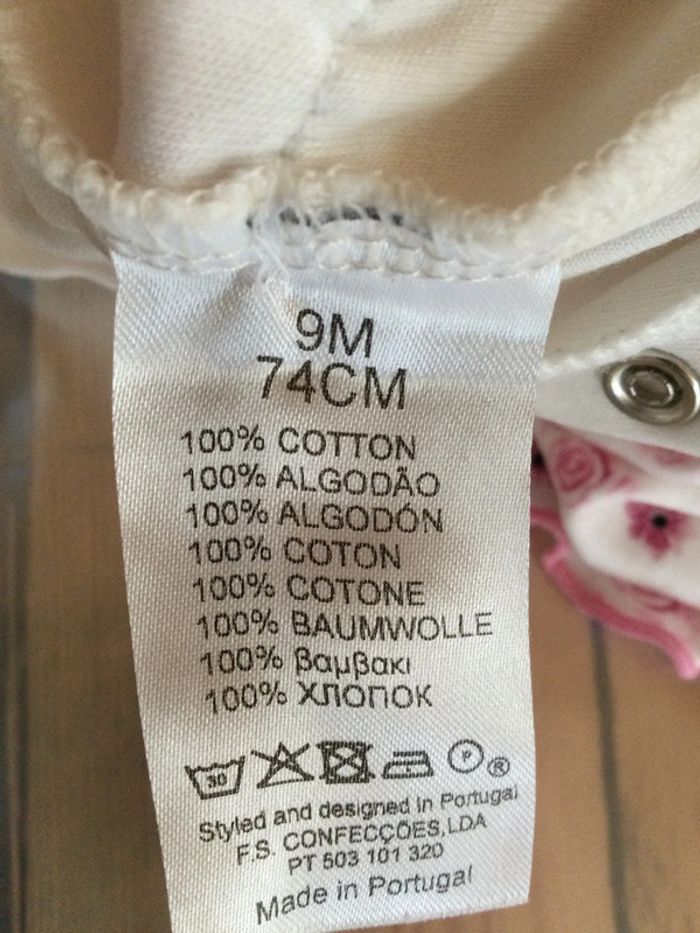 9M
74CM
100% COTTON
100% ALGODÃO
100% ALGODÓN
100% COTON
100% COTONE
100% BAUMWOLLE
100% βαμβακι
100% ХЛОПОК
30 P ®
Styled and designed in Portugal
F.S. CONFECÇÕES,LDA
PT 503 101 320
Made in Portugal